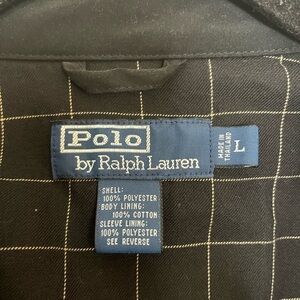 Polo
by Ralph Lauren
MADE IN
THAILAND
L
SHELL:
100% POLYESTER
BODY LINING:
100% COTTON
SLEEVE LINING:
100% POLYESTER
SEE REVERSE